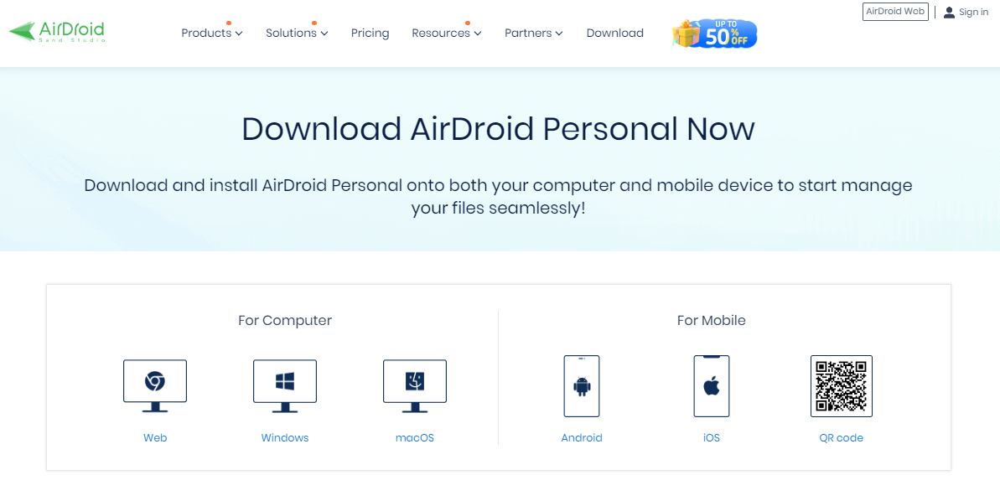 AirDroid Web
Sign in
AirDroid
Sand Studio
Products
Solutions
Pricing
Resources
Partners
Download
UP TO
50% OFF
Download AirDroid Personal Now
Download and install AirDroid Personal onto both your computer and mobile device to start manage
your files seamlessly!
For Computer
For Mobile
Web
Windows
macOS
Android
iOS
QR code